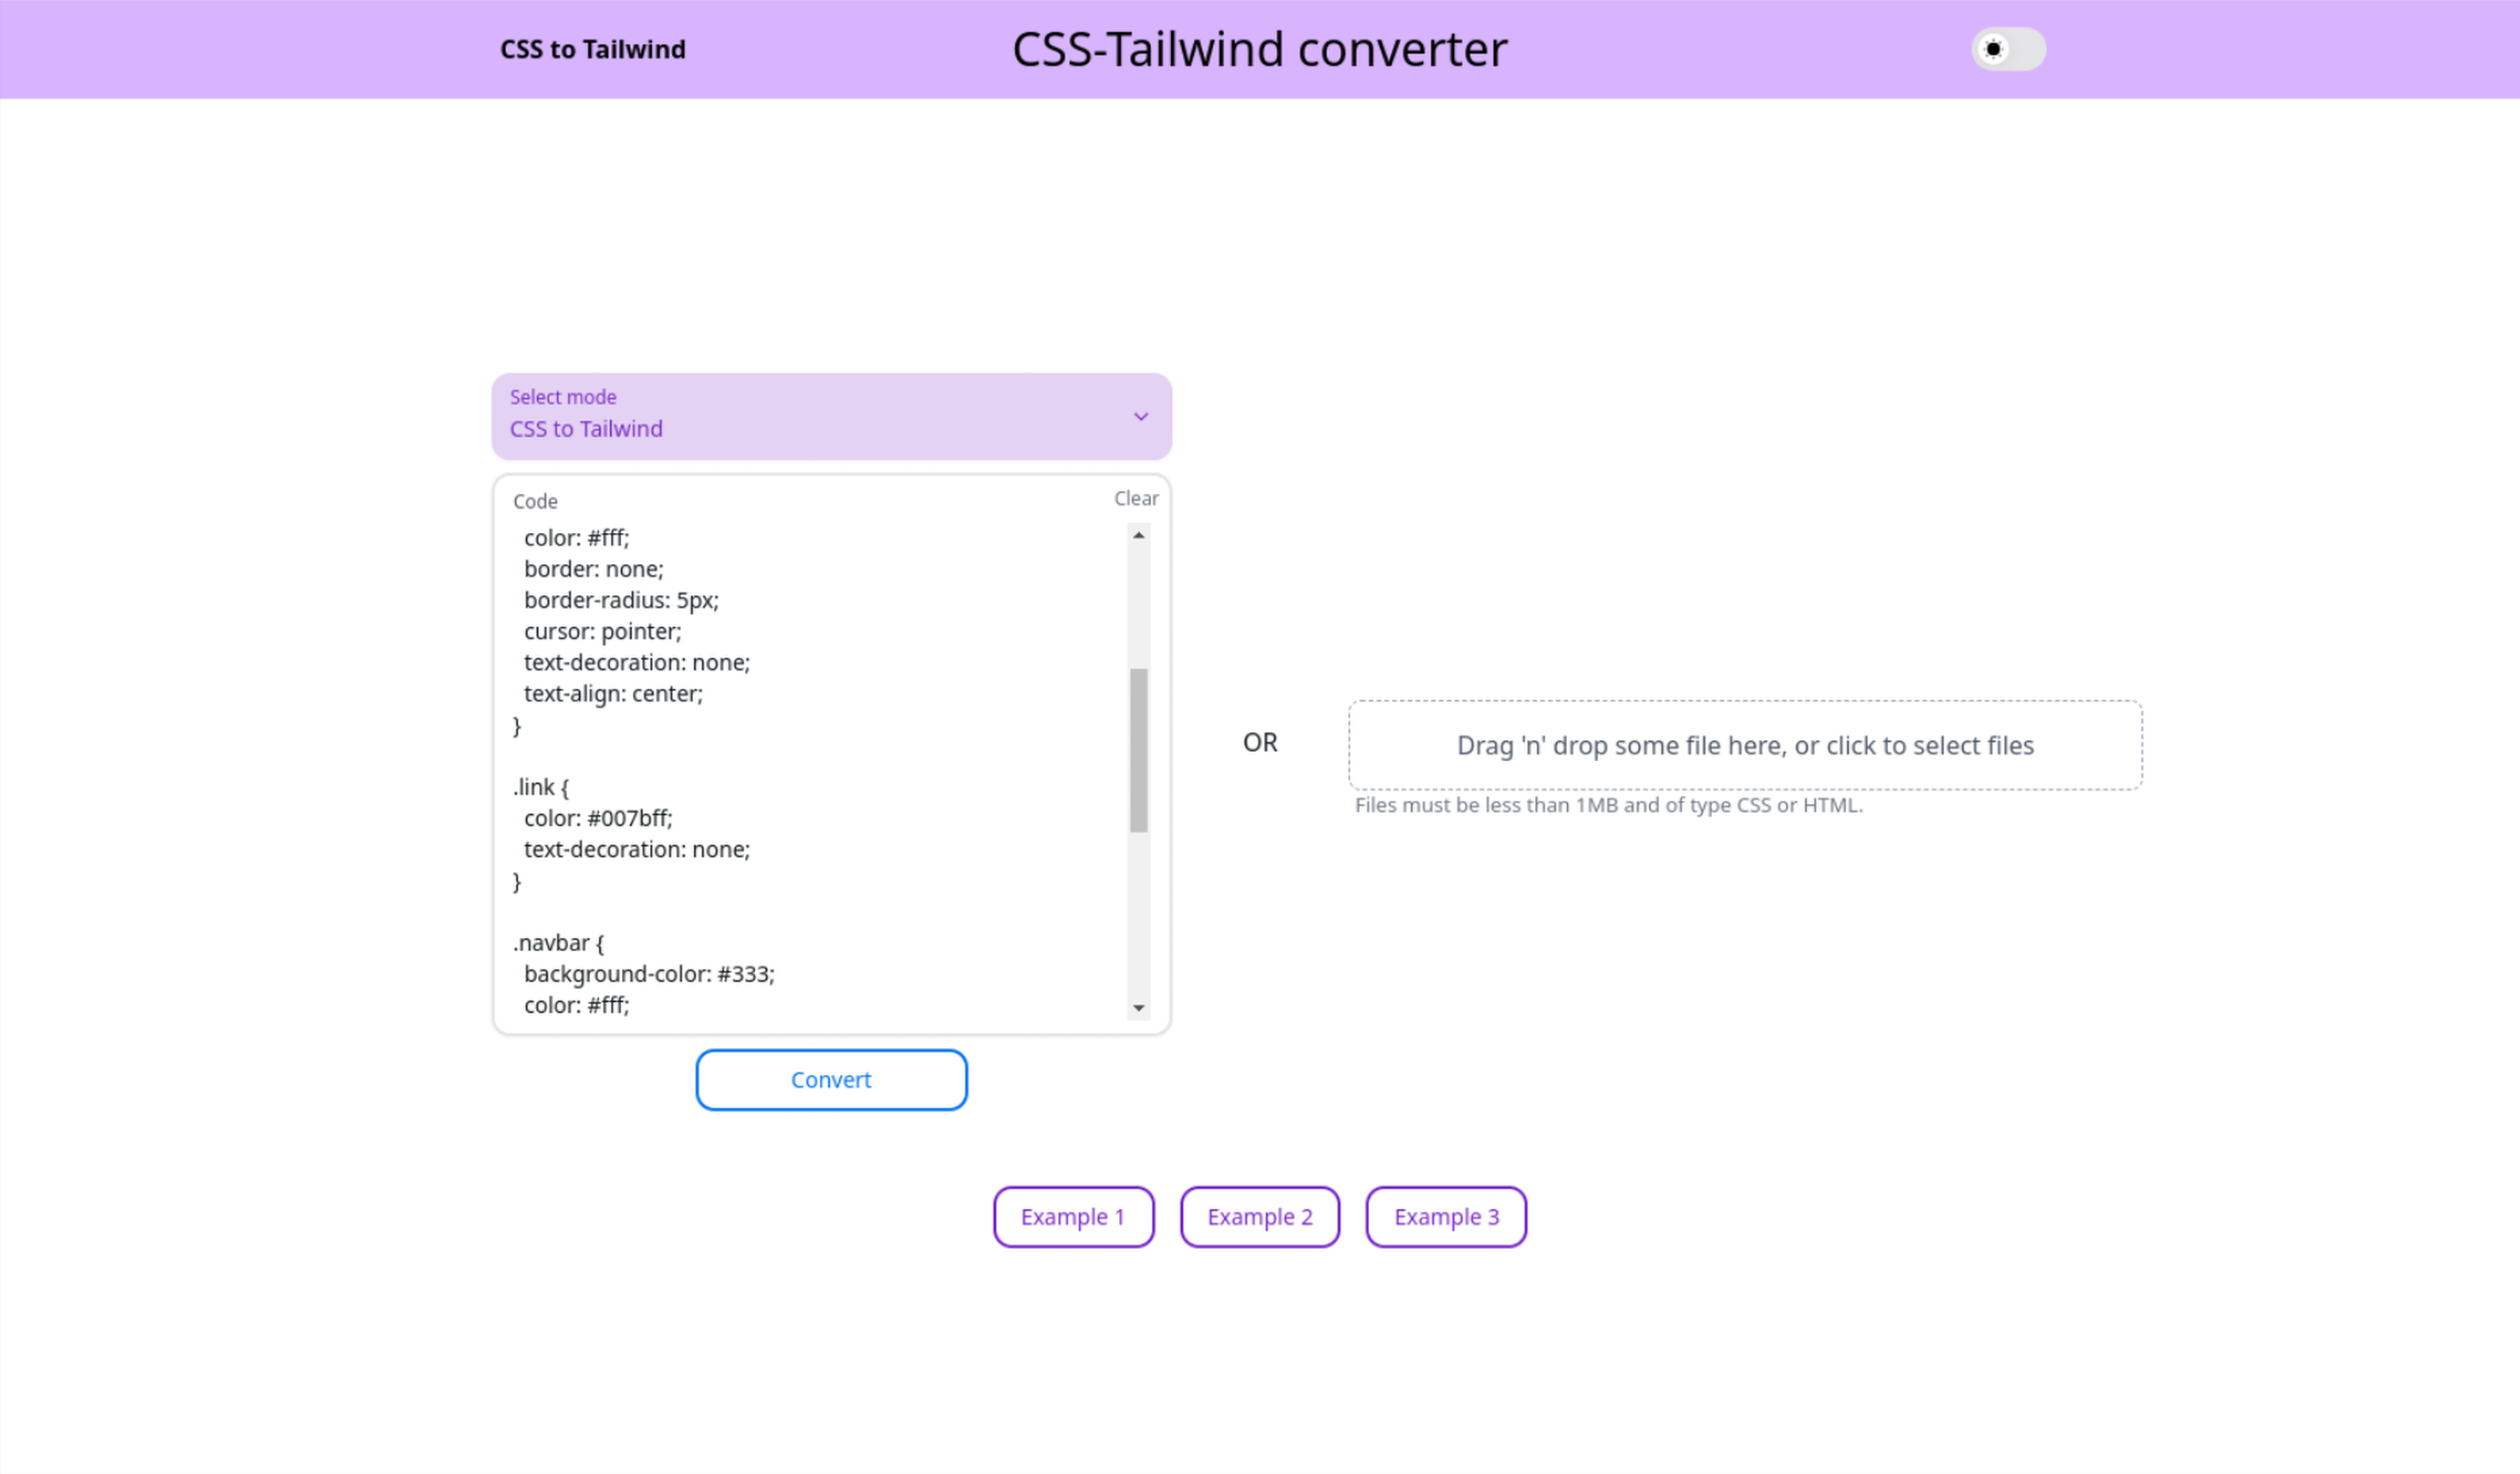 CSS to Tailwind
CSS-Tailwind converter
Select mode
CSS to Tailwind
Code
Clear
color: #fff;
border: none;
border-radius: 5px;
cursor: pointer;
text-decoration: none;
text-align: center;
}
.link {
color: #007bff;
text-decoration: none;
}
.navbar {
background-color: #333;
color: #fff;
Convert
OR
Drag 'n' drop some file here, or click to select files
Files must be less than 1MB and of type CSS or HTML.
Example 1
Example 2
Example 3